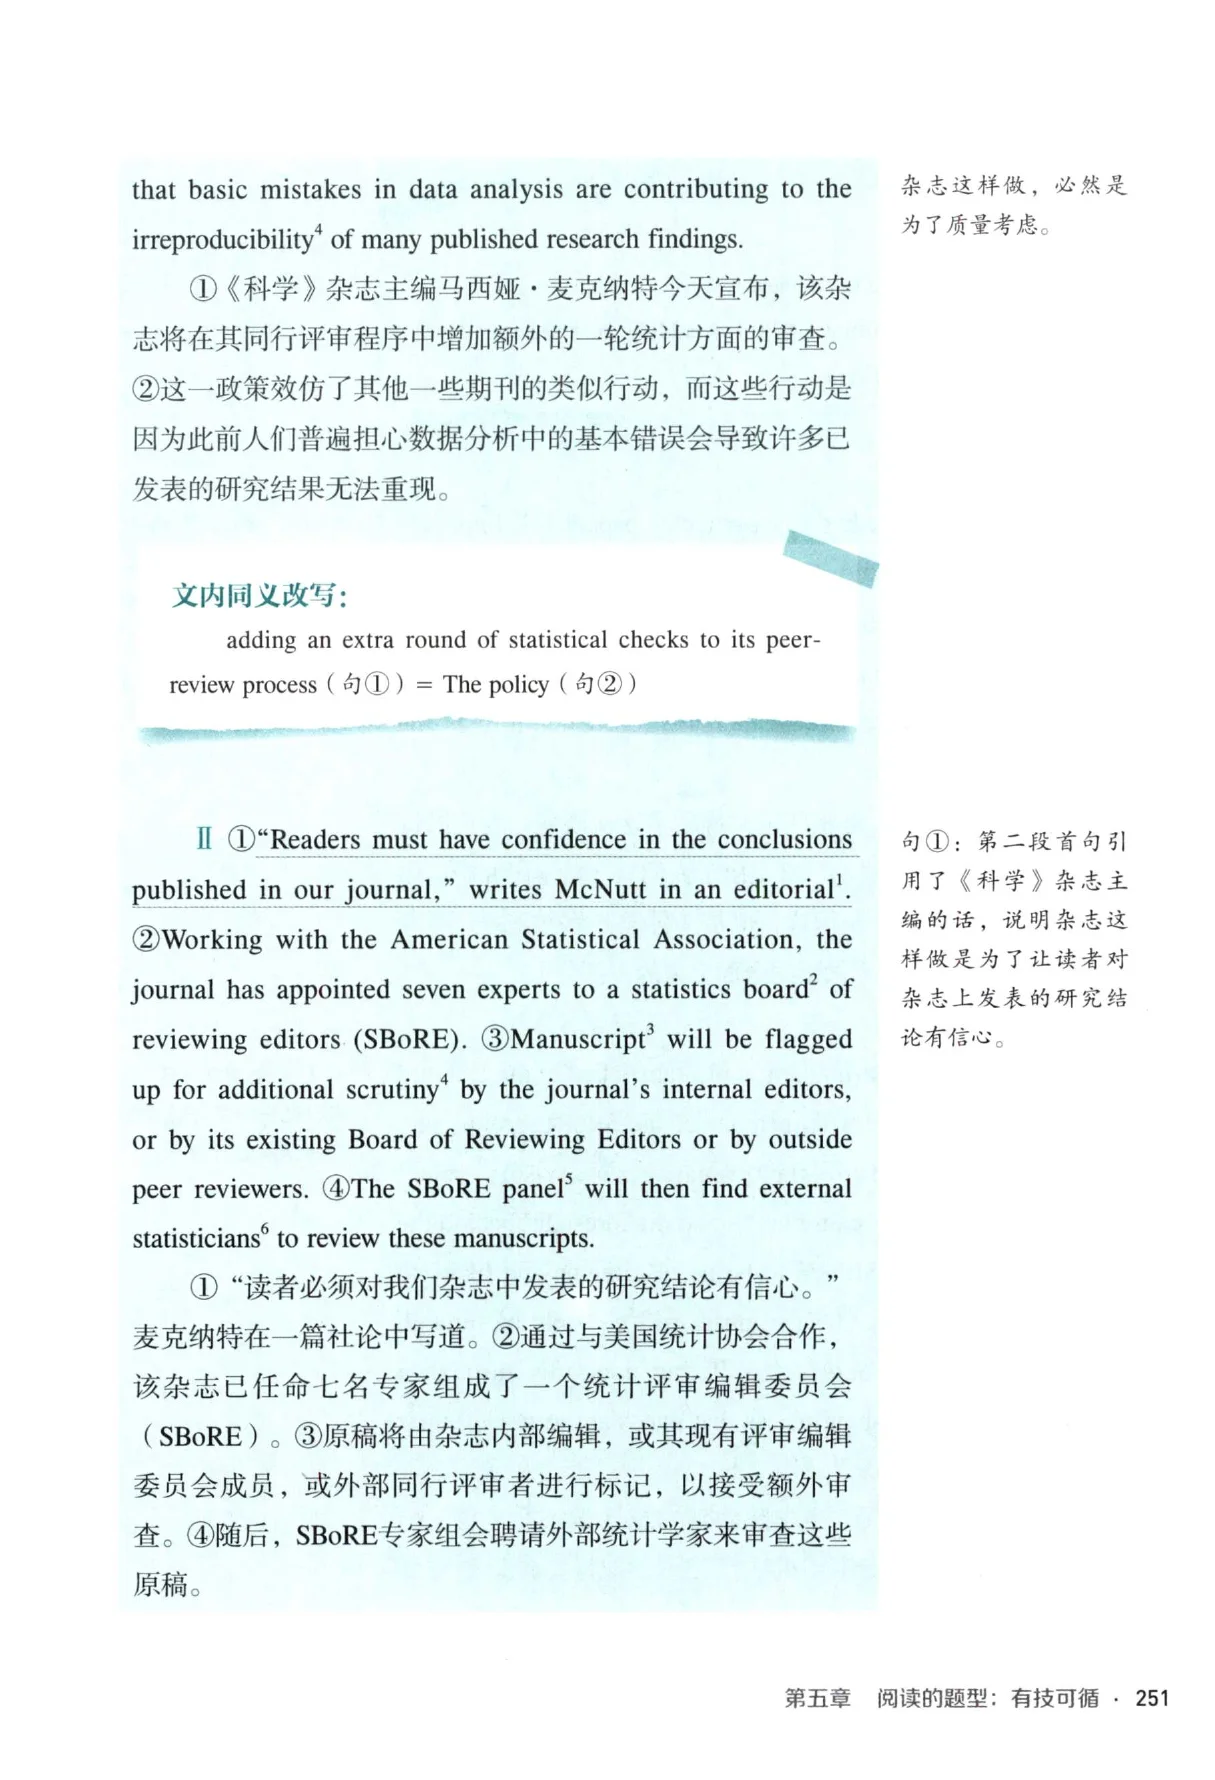 that basic mistakes in data analysis are contributing to the
irreproducibility⁴ of many published research findings.
①《科学》杂志主编马西娅·麦克纳特今天宣布，该杂
志将在其同行评审程序中增加额外的一轮统计方面的审查。
②这一政策效仿了其他一些期刊的类似行动，而这些行动是
因为此前人们普遍担心数据分析中的基本错误会导致许多已
发表的研究结果无法重现。
杂志这样做，必然是
为了质量考虑。
文内同义改写：
adding an extra round of statistical checks to its peer-
review process（句①）= The policy（句②）
Ⅱ ①“Readers must have confidence in the conclusions
published in our journal,” writes McNutt in an editorial¹.
②Working with the American Statistical Association, the
journal has appointed seven experts to a statistics board² of
reviewing editors (SBoRE). ③Manuscript³ will be flagged
up for additional scrutiny⁴ by the journal’s internal editors,
or by its existing Board of Reviewing Editors or by outside
peer reviewers. ④The SBoRE panel⁵ will then find external
statisticians⁶ to review these manuscripts.
①“读者必须对我们杂志中发表的研究结论有信心。”
麦克纳特在一篇社论中写道。②通过与美国统计协会合作，
该杂志已任命七名专家组成了一个统计评审编辑委员会
（SBoRE）。③原稿将由杂志内部编辑，或其现有评审编辑
委员会成员，或外部同行评审者进行标记，以接受额外审
查。④随后，SBoRE专家组会聘请外部统计学家来审查这些
原稿。
句①：第二段首句引
用了《科学》杂志主
编的话，说明杂志这
样做是为了让读者对
杂志上发表的研究结
论有信心。
第五章 阅读的题型：有技可循 · 251